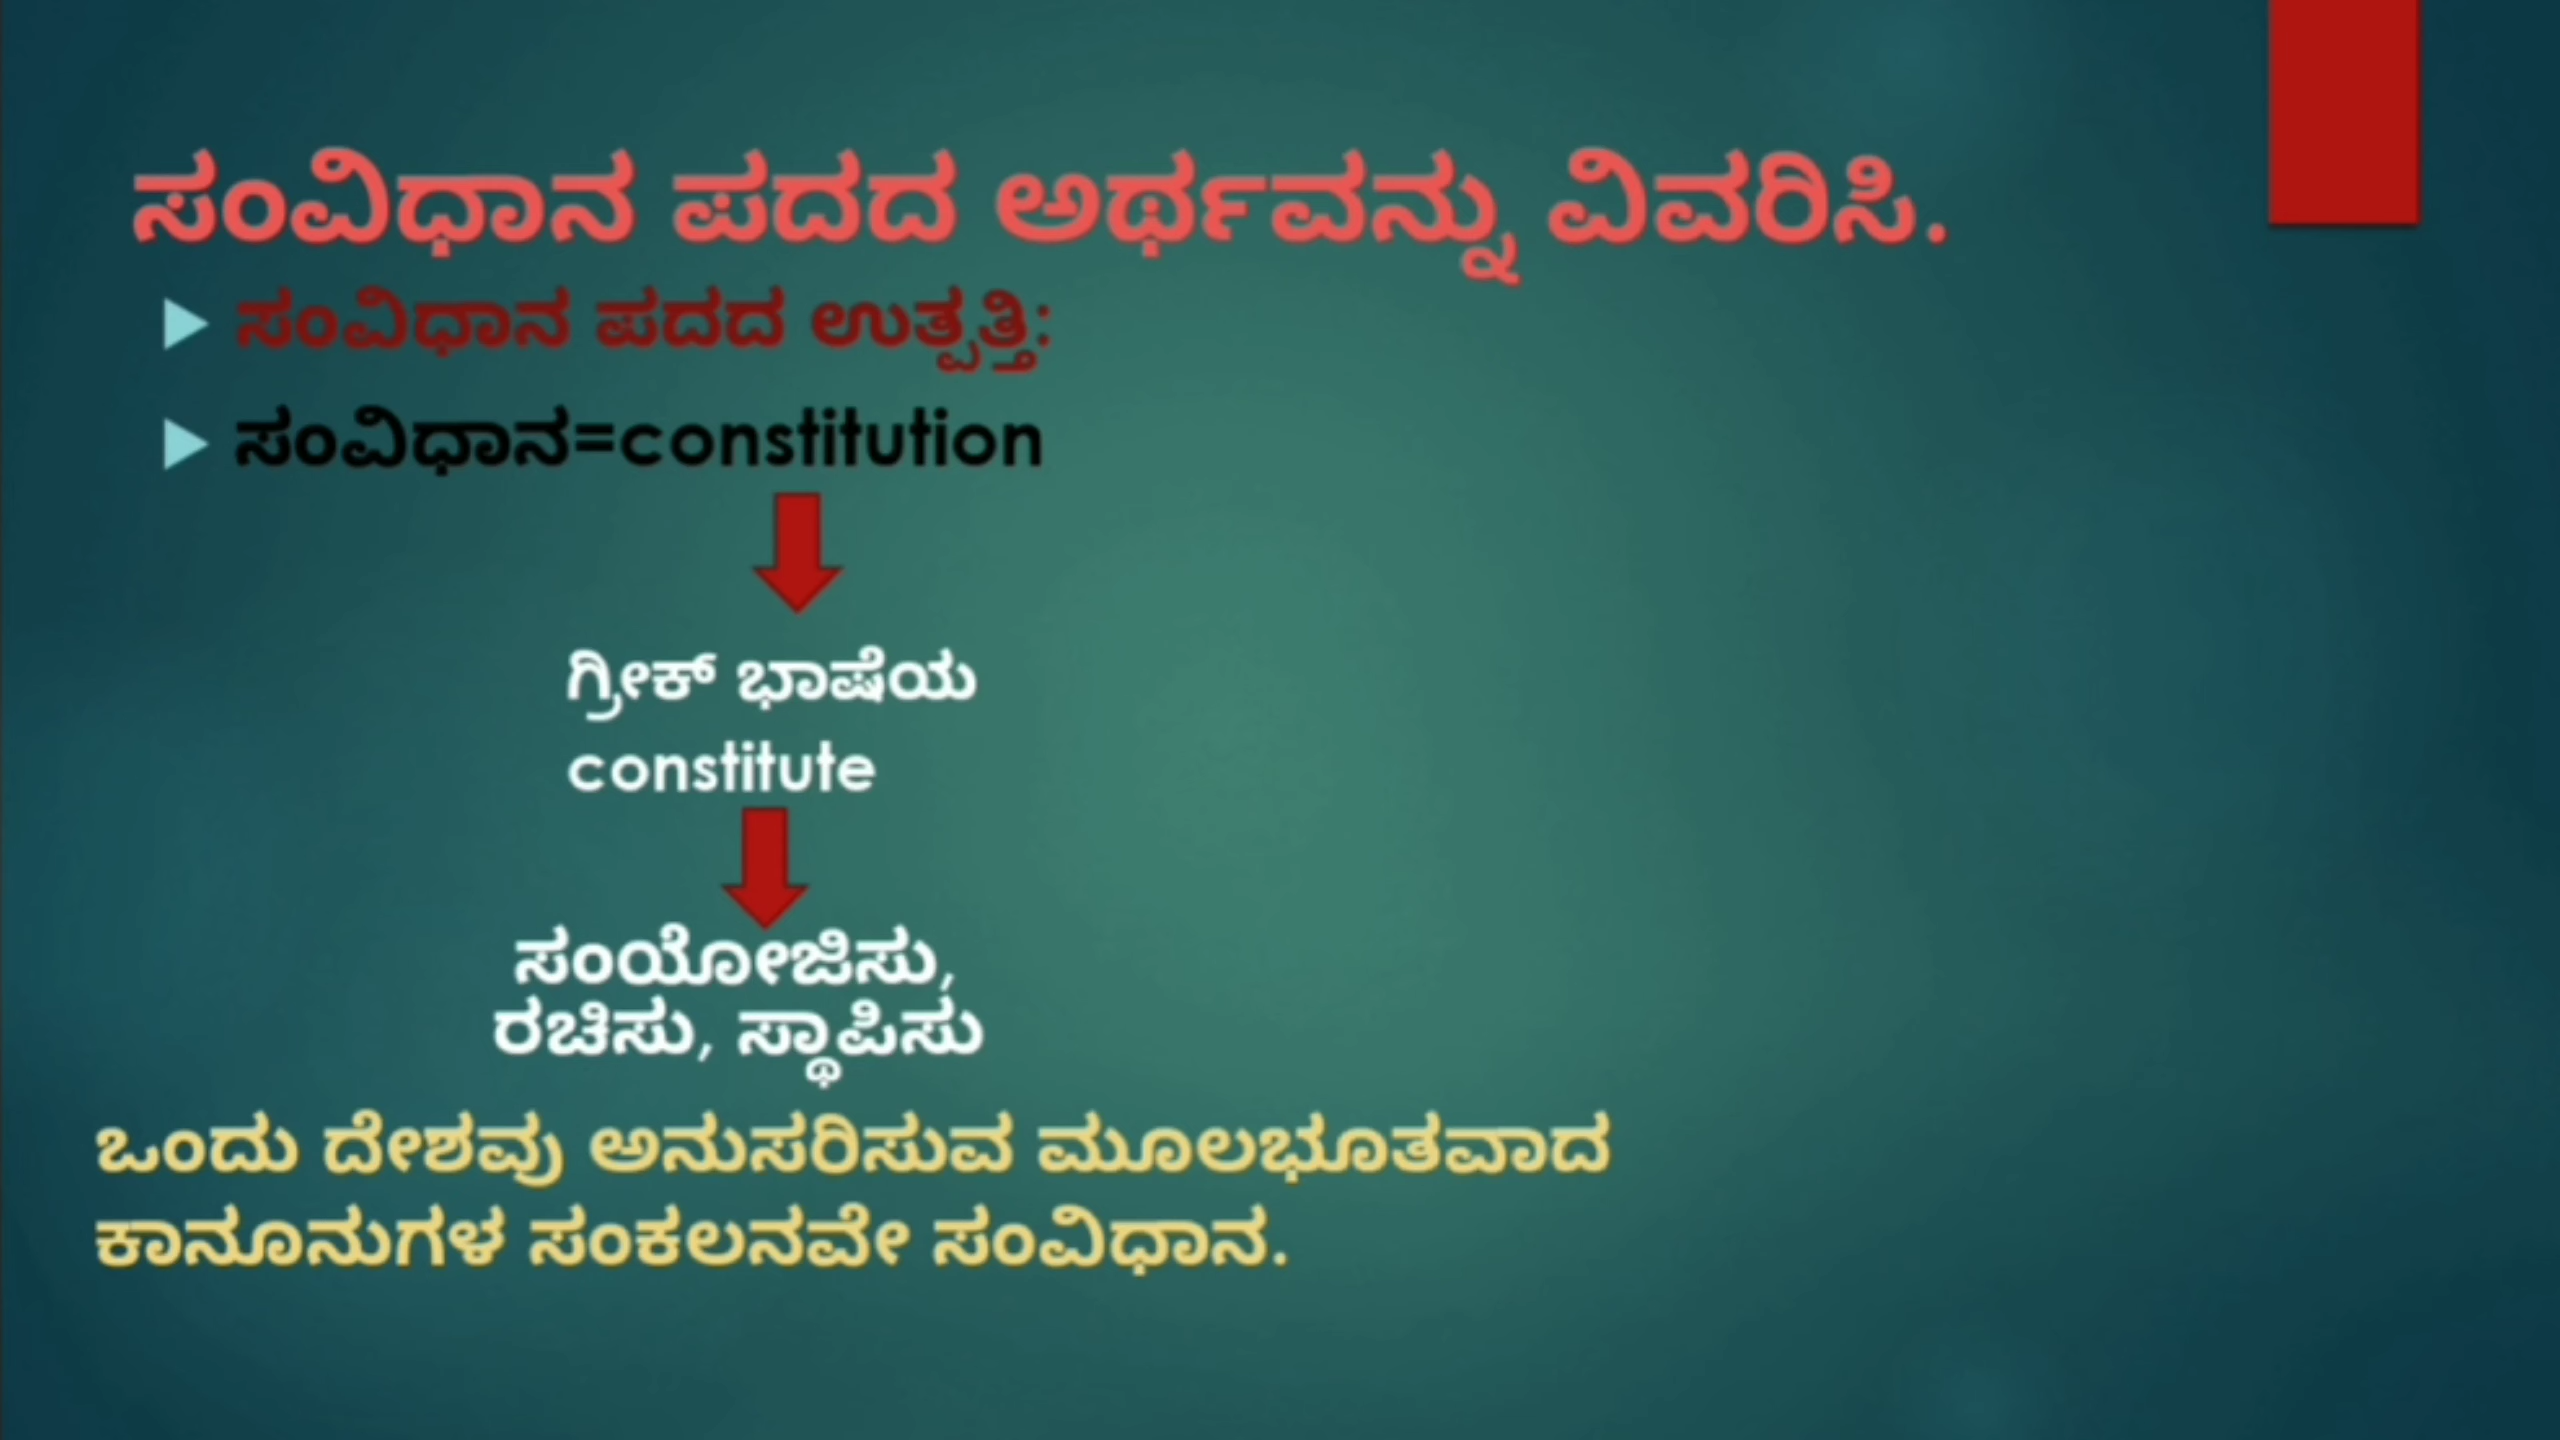 ಸಂವಿಧಾನ ಪದದ ಅರ್ಥವನ್ನು ವಿವರಿಸಿ.
ಸಂವಿಧಾನ ಪದದ ಉತ್ಪತ್ತಿ:
ಸಂವಿಧಾನ=constitution
ಗ್ರೀಕ್ ಭಾಷೆಯ
constitute
ಸಂಯೋಜಿಸು,
ರಚಿಸು, ಸ್ಥಾಪಿಸು
ಒಂದು ದೇಶವು ಅನುಸರಿಸುವ ಮೂಲಭೂತವಾದ
ಕಾನೂನುಗಳ ಸಂಕಲನವೇ ಸಂವಿಧಾನ.